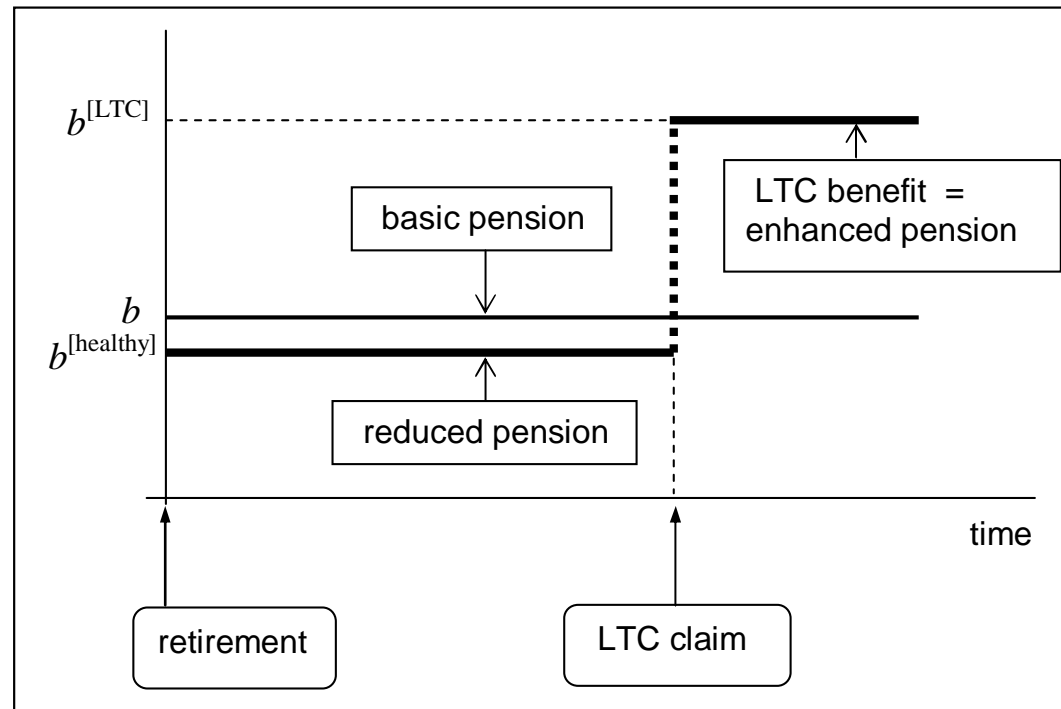 b[LTC]
LTC benefit =
enhanced pension
basic pension
b
b[healthy]
reduced pension
time
retirement
LTC claim